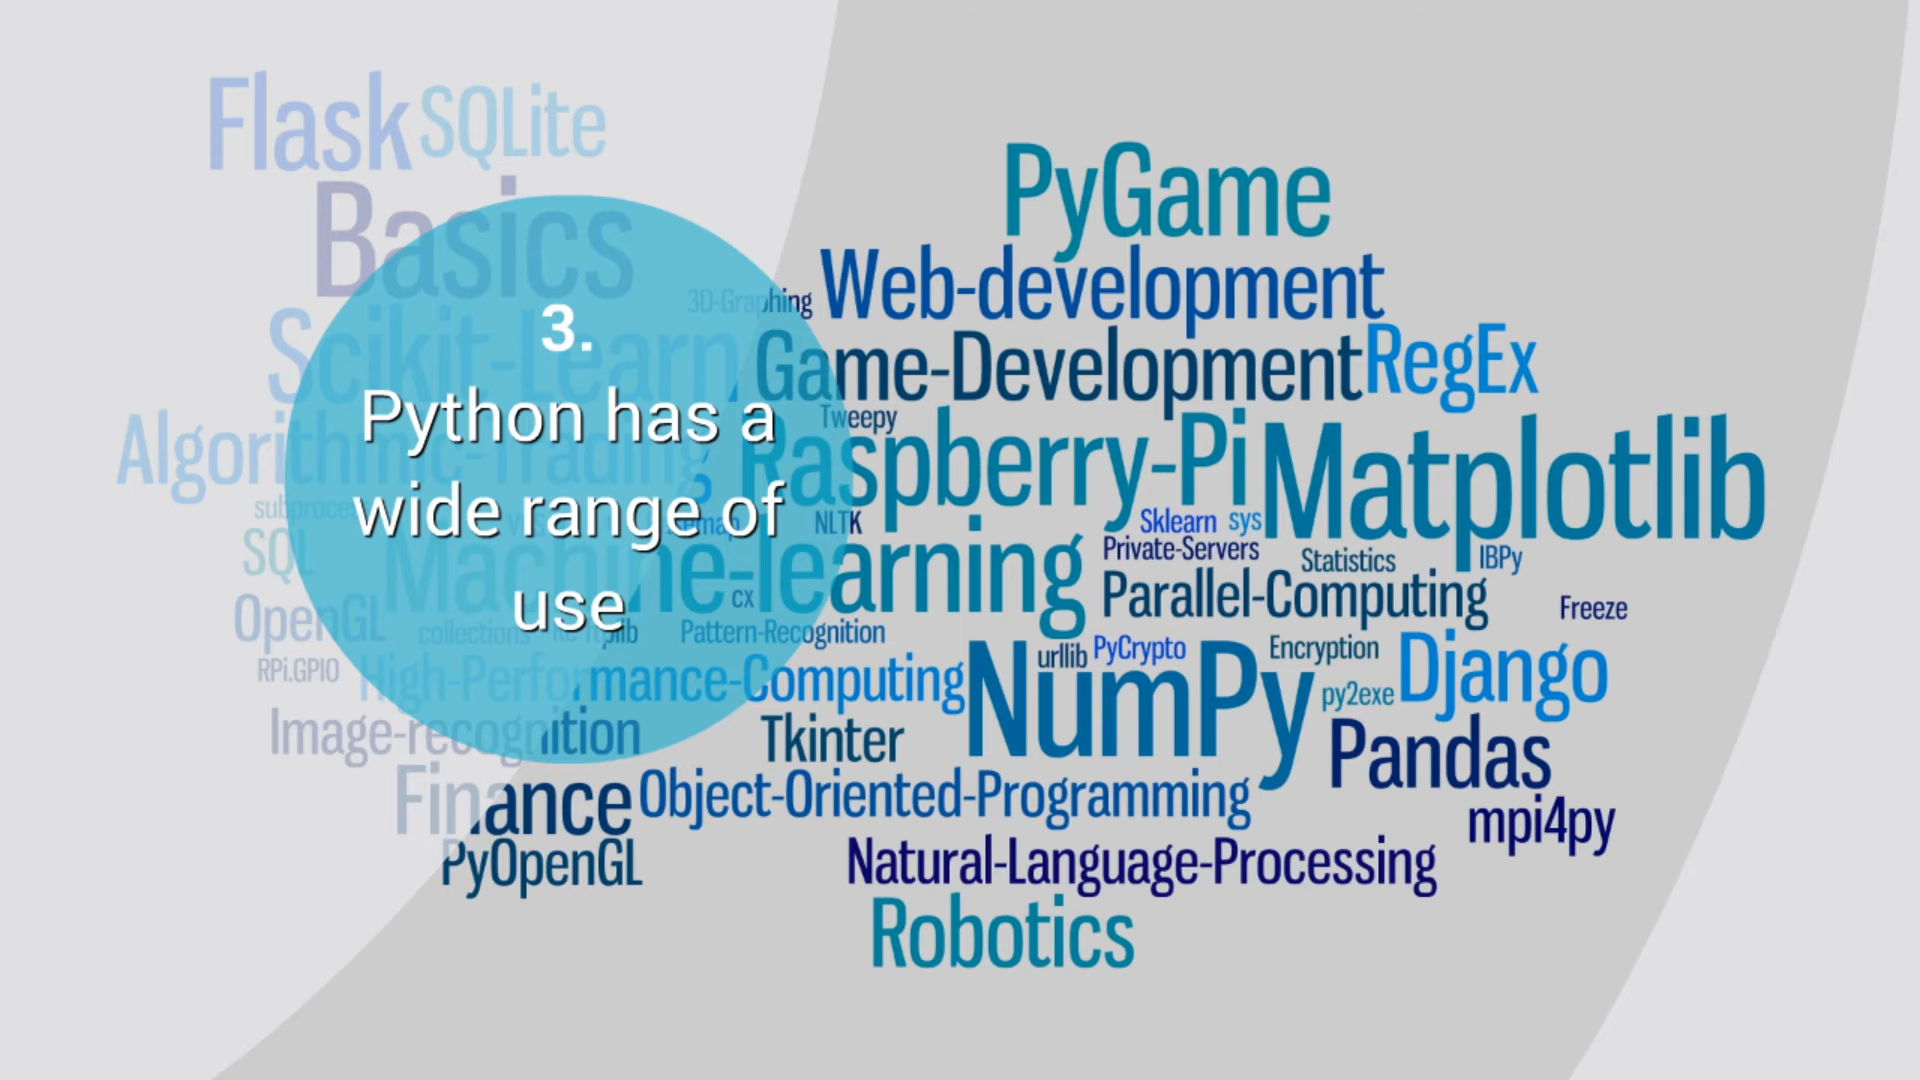 Flask SQLite
PyGame
Basics
Web-development
3D-Graphing
3.
Scikit-Learn
Game-Development RegEx
Python has a
wide range of
use
Tweepy
Algorithmic-Trading
Raspberry-Pi Matplotlib
NLTK
Sklearn sys
SQL
Machine-learning
Private-Servers
Statistics
IBPy
cx
Parallel-Computing
Freeze
OpenGL
collections
Pattern-Recognition
urllib PyCrypto
Encryption
Django
RPi.GPIO
High-Performance-Computing
NumPy
py2exe
Image-recognition
Tkinter
Pandas
Finance
Object-Oriented-Programming
mpi4py
PyOpenGL
Natural-Language-Processing
Robotics